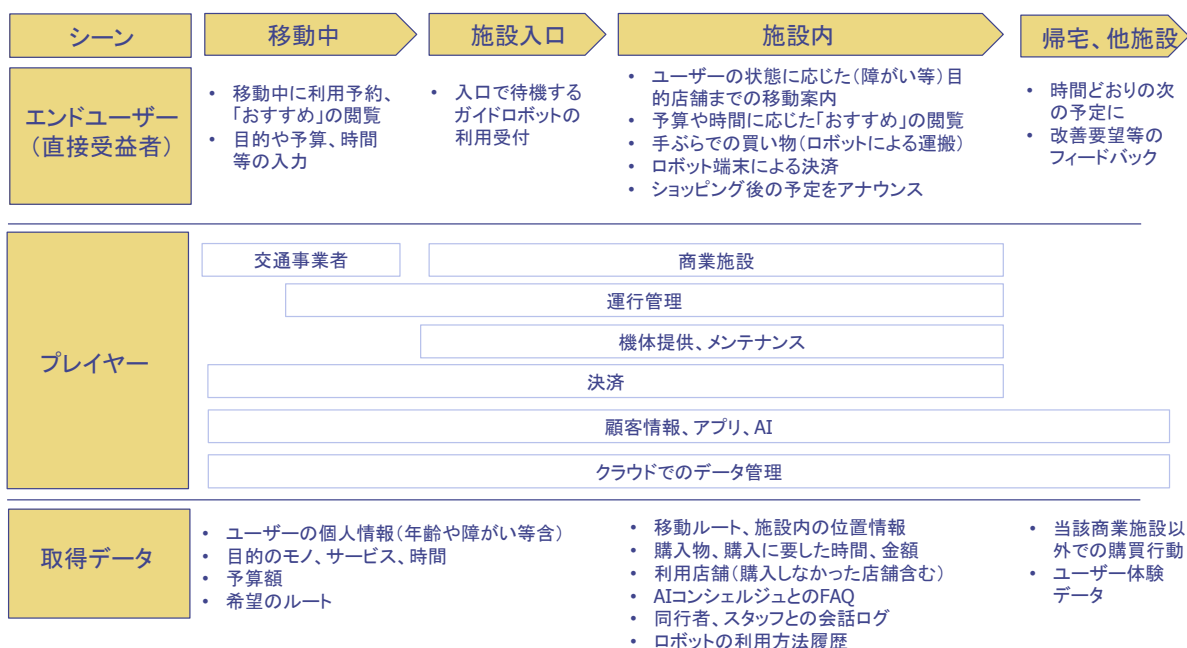 シーン
移動中
施設入口
施設内
帰宅、他施設
エンドユーザー
(直接受益者)
• 移動中に利用予約、
「おすすめ」の閲覧
• 目的や予算、時間
等の入力
• 入口で待機する
ガイドロボットの
利用受付
• ユーザーの状態に応じた(障がい等)目
的店舗までの移動案内
• 予算や時間に応じた「おすすめ」の閲覧
• 手ぶらでの買い物(ロボットによる運搬)
• ロボット端末による決済
• ショッピング後の予定をアナウンス
• 時間どおりの次
の予定に
• 改善要望等の
フィードバック
プレイヤー
交通事業者
商業施設
運行管理
機体提供、メンテナンス
決済
顧客情報、アプリ、AI
クラウドでのデータ管理
取得データ
• ユーザーの個人情報(年齢や障がい等含)
• 目的のモノ、サービス、時間
• 予算額
• 希望のルート
• 移動ルート、施設内の位置情報
• 購入物、購入に要した時間、金額
• 利用店舗(購入しなかった店舗含む)
• AIコンシェルジュとのFAQ
• 同行者、スタッフとの会話ログ
• ロボットの利用方法履歴
• 当該商業施設以
外での購買行動
• ユーザー体験
データ